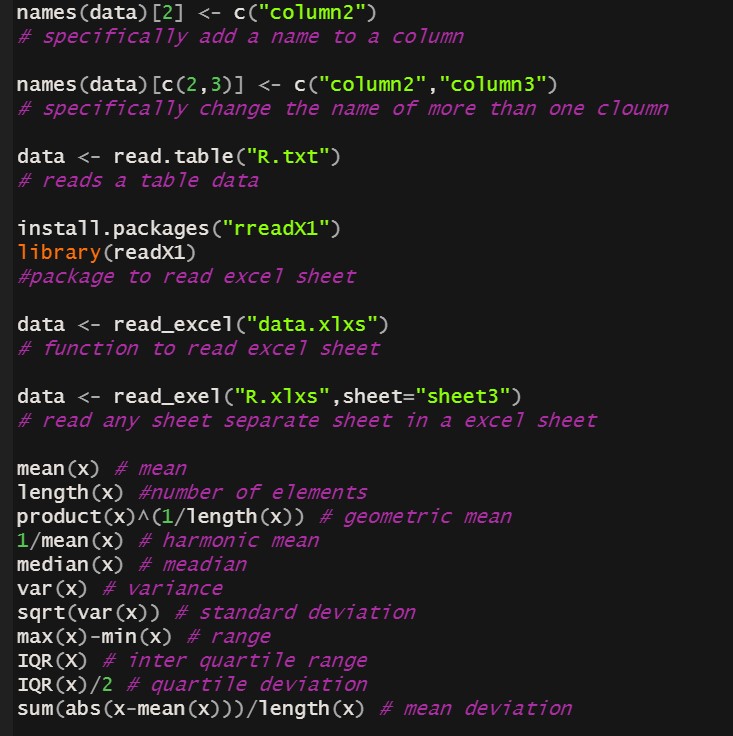 names(data)[2] <- c("column2")
# specifically add a name to a column
names(data)[c(2,3)] <- c("column2","column3")
# specifically change the name of more than one cloumn
data <- read.table("R.txt")
# reads a table data
install.packages("rreadX1")
library(readX1)
#package to read excel sheet
data <- read_excel("data.xlxs")
# function to read excel sheet
data <- read_exel("R.xlxs",sheet="sheet3")
# read any sheet separate sheet in a excel sheet
mean(x) # mean
length(x) #number of elements
product(x)^(1/length(x)) # geometric mean
1/mean(x) # harmonic mean
median(x) # meadian
var(x) # variance
sqrt(var(x)) # standard deviation
max(x)-min(x) # range
IQR(X) # inter quartile range
IQR(x)/2 # quartile deviation
sum(abs(x-mean(x)))/length(x) # mean deviation